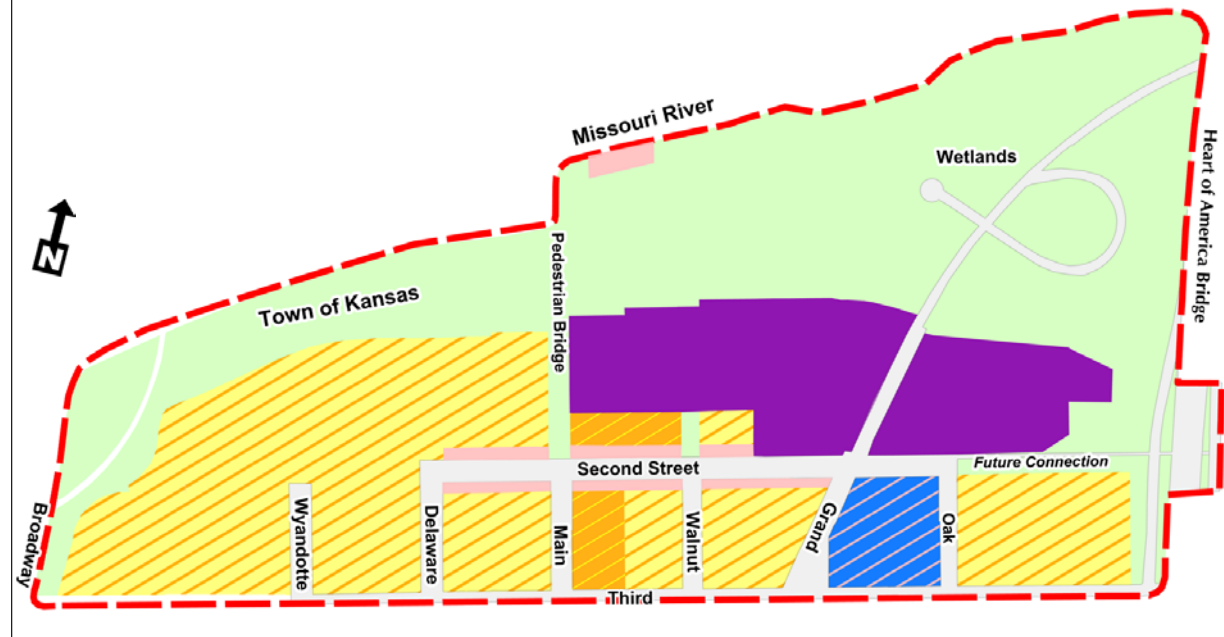 Missouri River
Wetlands
Heart of America Bridge
N
Town of Kansas
Pedestrian Bridge
Second Street
Future Connection
Broadway
Wyandotte
Delaware
Main
Walnut
Grand
Oak
Third